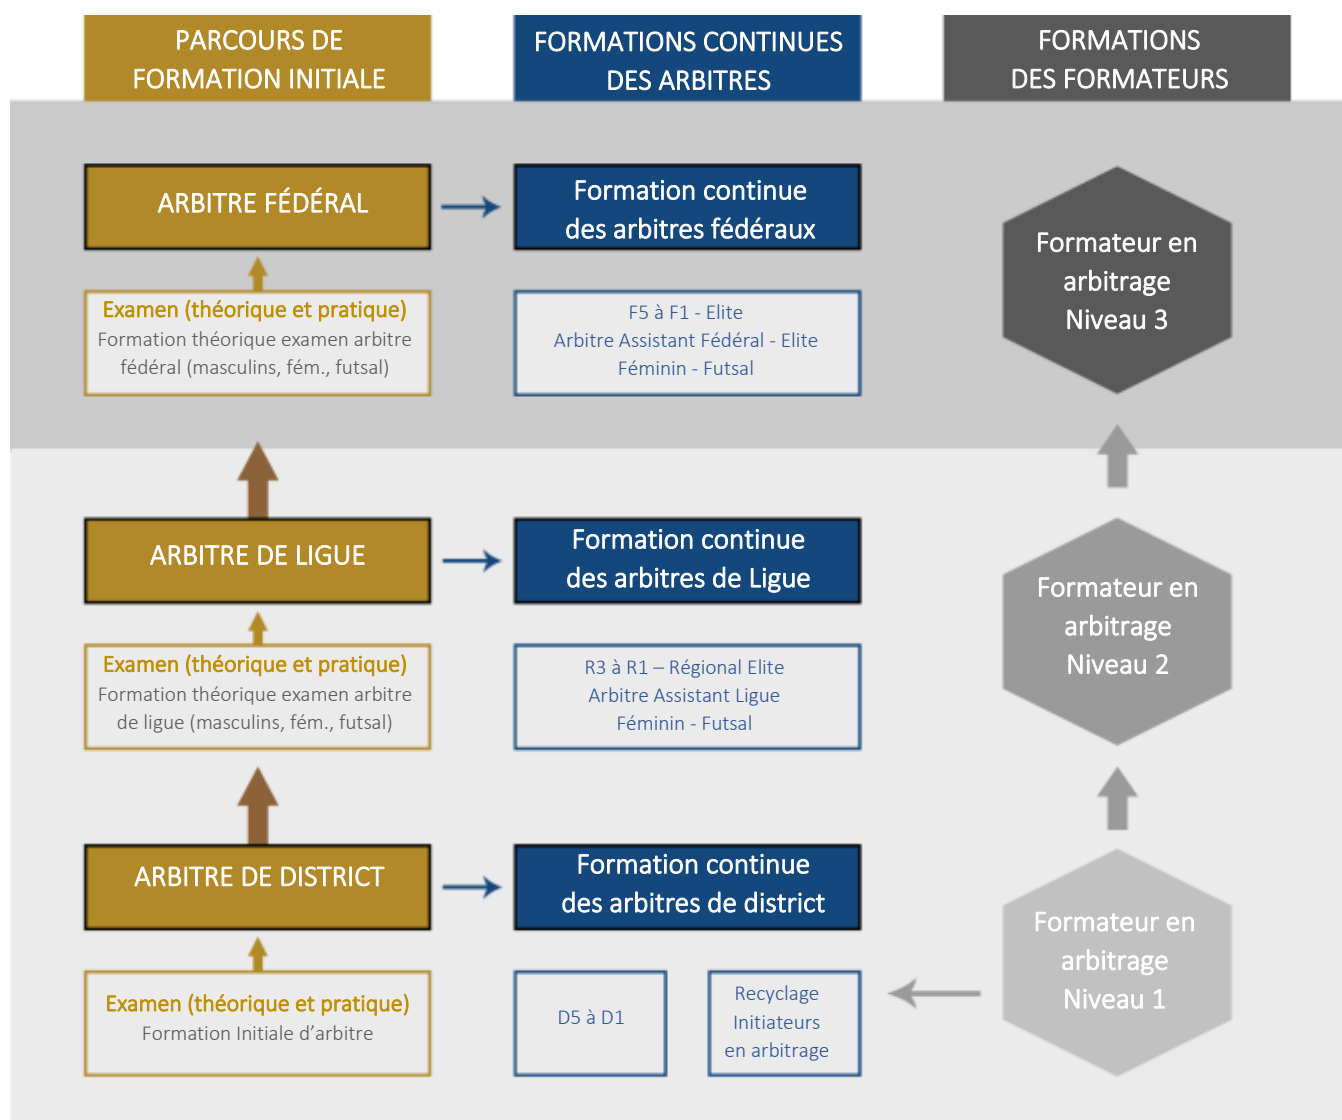 PARCOURS DE
FORMATION INITIALE
FORMATIONS CONTINUES
DES ARBITRES
FORMATIONS
DES FORMATEURS
ARBITRE FÉDÉRAL
Formation continue
des arbitres fédéraux
Formateur en
arbitrage
Niveau 3
Examen (théorique et pratique)
Formation théorique examen arbitre
fédéral (masculins, fém., futsal)
F5 à F1 - Elite
Arbitre Assistant Fédéral - Elite
Féminin - Futsal
ARBITRE DE LIGUE
Formation continue
des arbitres de Ligue
Formateur en
arbitrage
Niveau 2
Examen (théorique et pratique)
Formation théorique examen arbitre
de ligue (masculins, fém., futsal)
R3 à R1 – Régional Elite
Arbitre Assistant Ligue
Féminin - Futsal
ARBITRE DE DISTRICT
Formation continue
des arbitres de district
Formateur en
arbitrage
Niveau 1
Examen (théorique et pratique)
Formation Initiale d’arbitre
D5 à D1
Recyclage
Initiateurs
en arbitrage